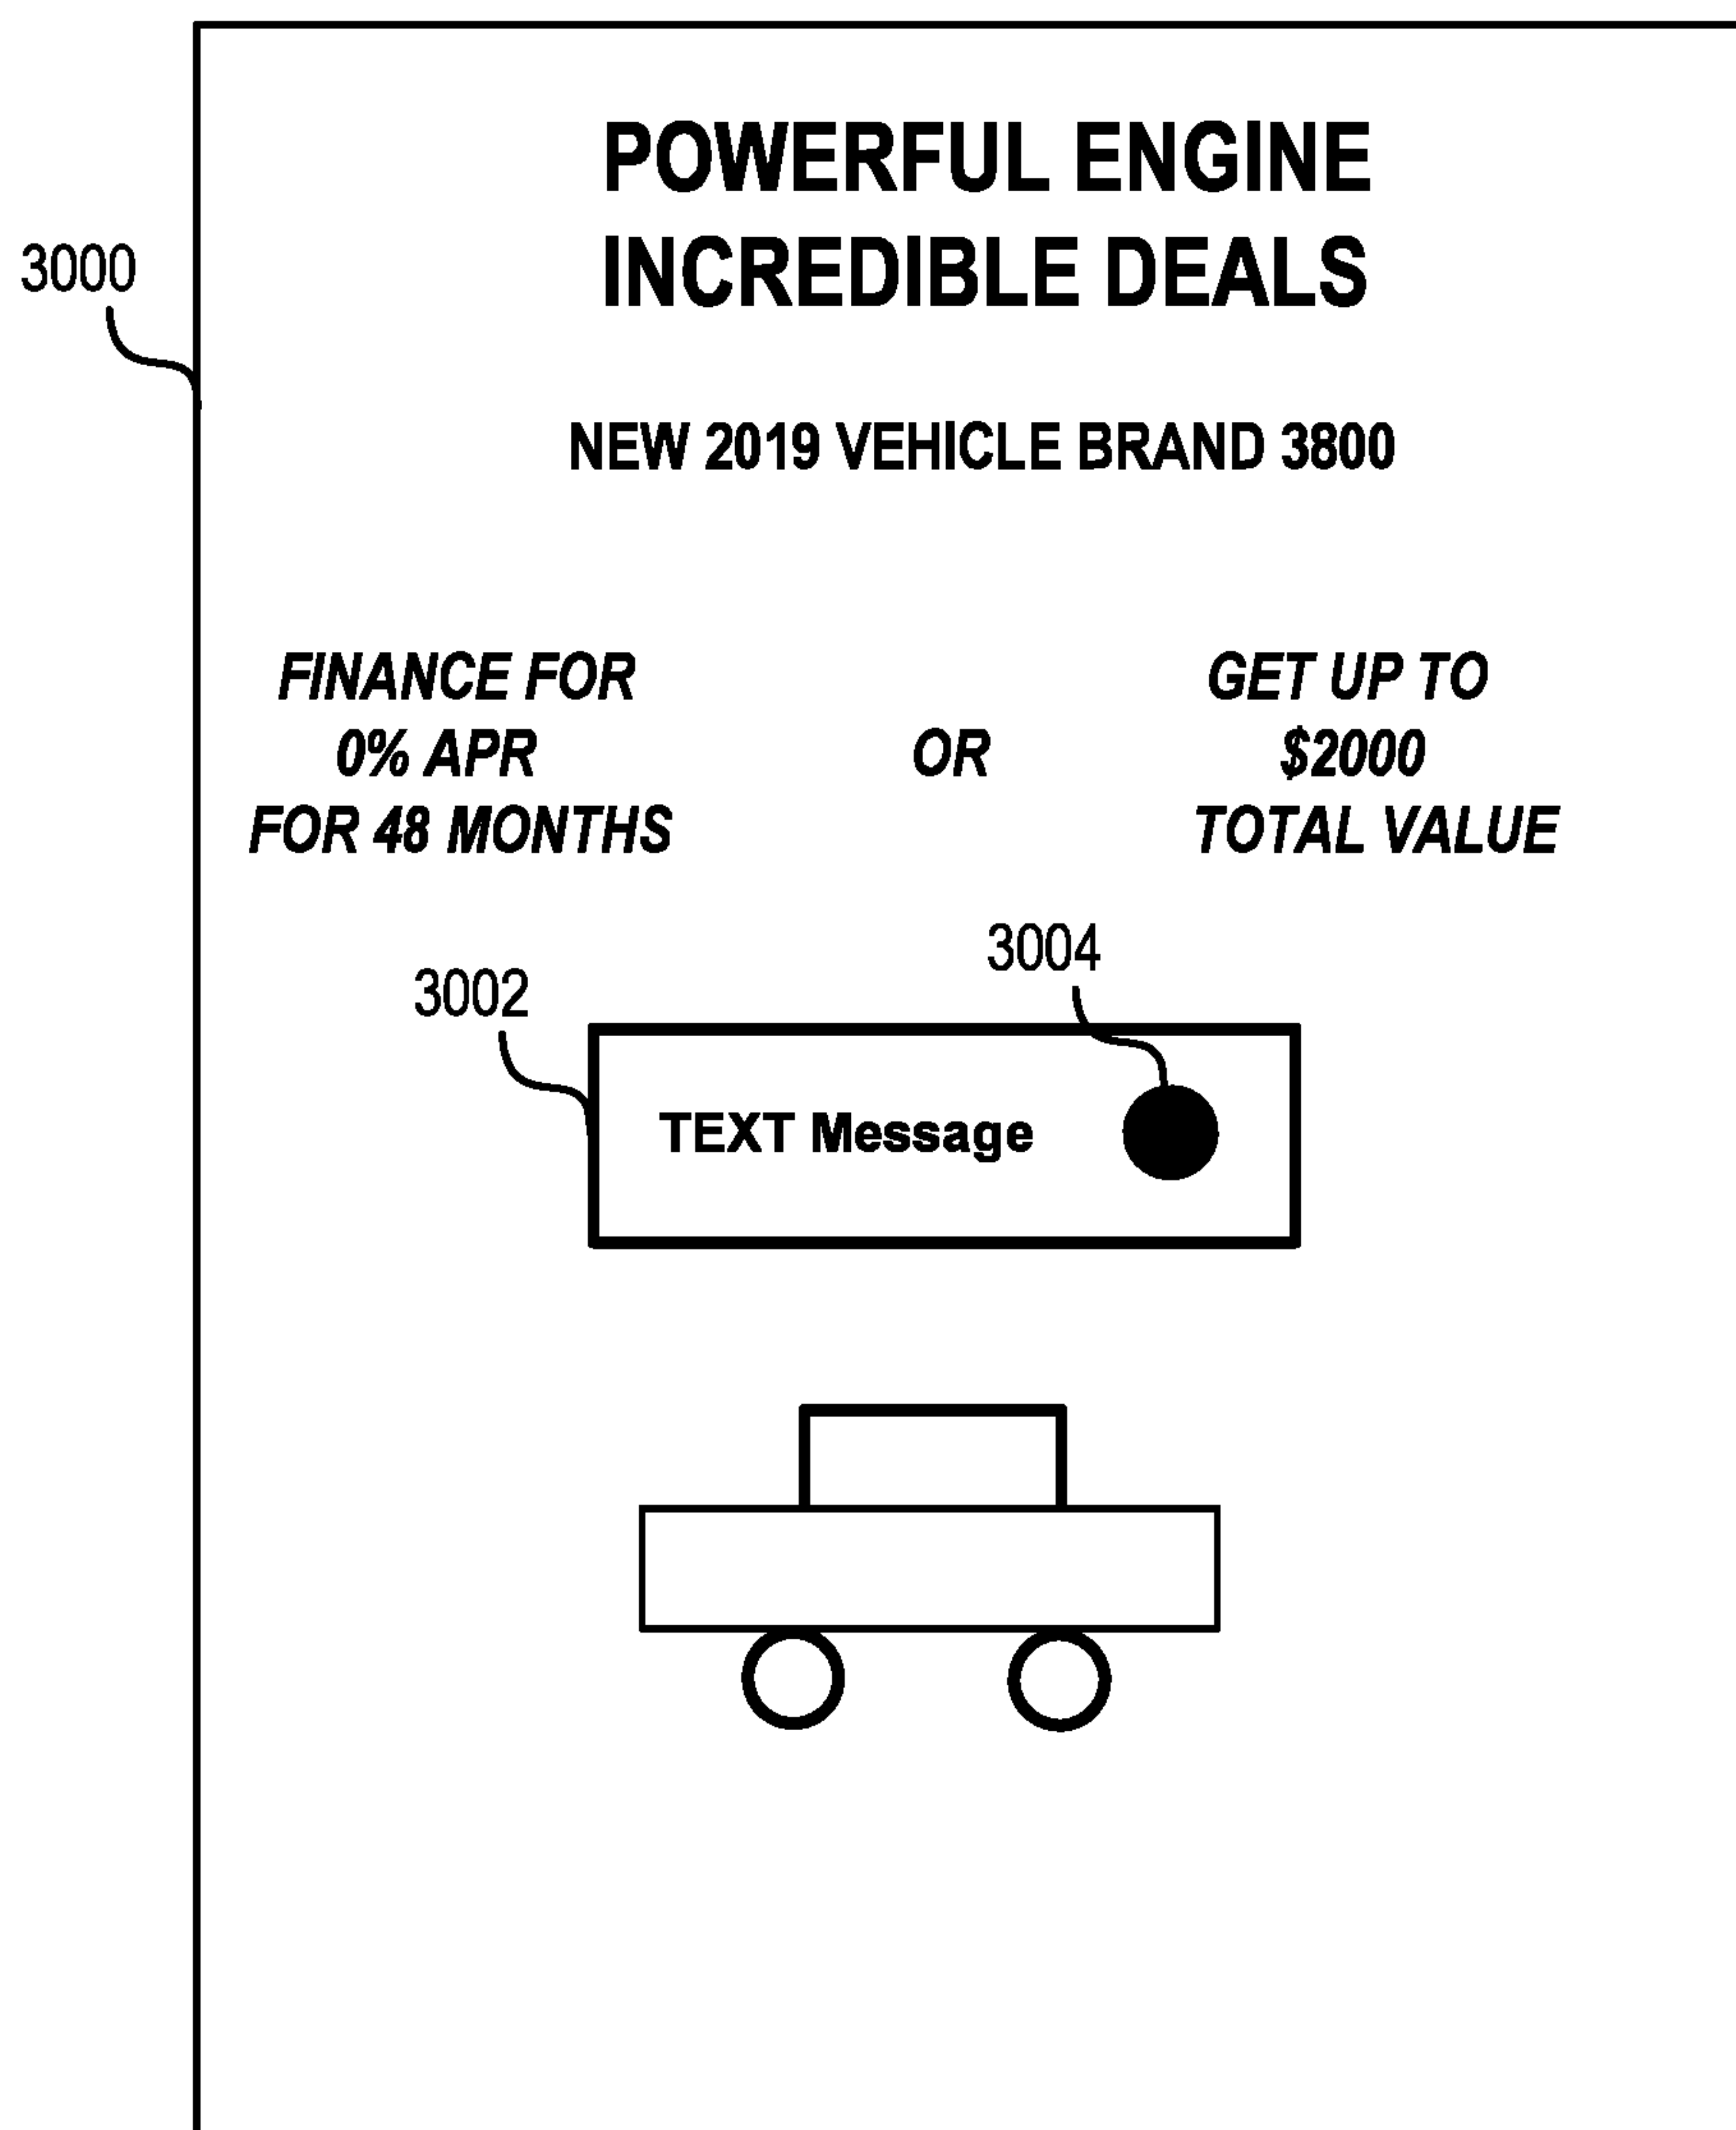 POWERFUL ENGINE
INCREDIBLE DEALS
3000
NEW 2019 VEHICLE BRAND 3800
FINANCE FOR
0% APR
FOR 48 MONTHS
OR
GET UP TO
$2000
TOTAL VALUE
3004
3002
TEXT Message